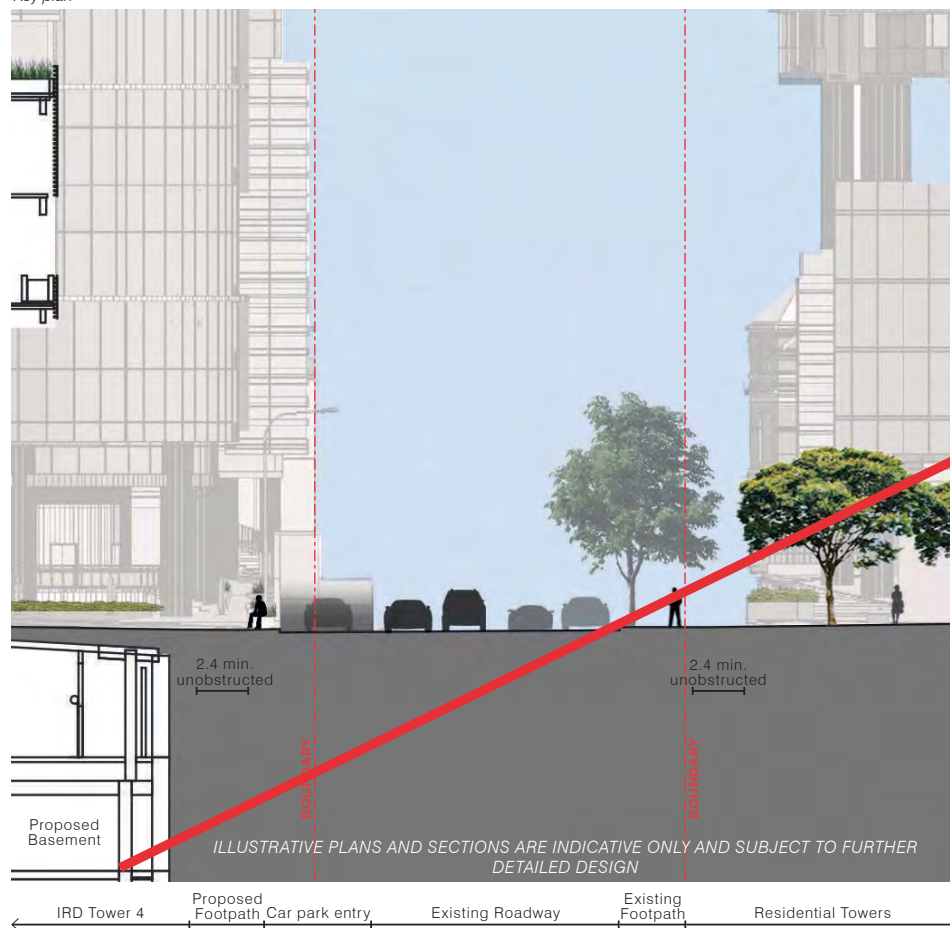 Key plan
2.4 min.
unobstructed
2.4 min.
unobstructed
BOUNDARY
BOUNDARY
Proposed
Basement
ILLUSTRATIVE PLANS AND SECTIONS ARE INDICATIVE ONLY AND SUBJECT TO FURTHER
DETAILED DESIGN
IRD Tower 4
Proposed
Footpath
Car park entry
Existing Roadway
Existing
Footpath
Residential Towers